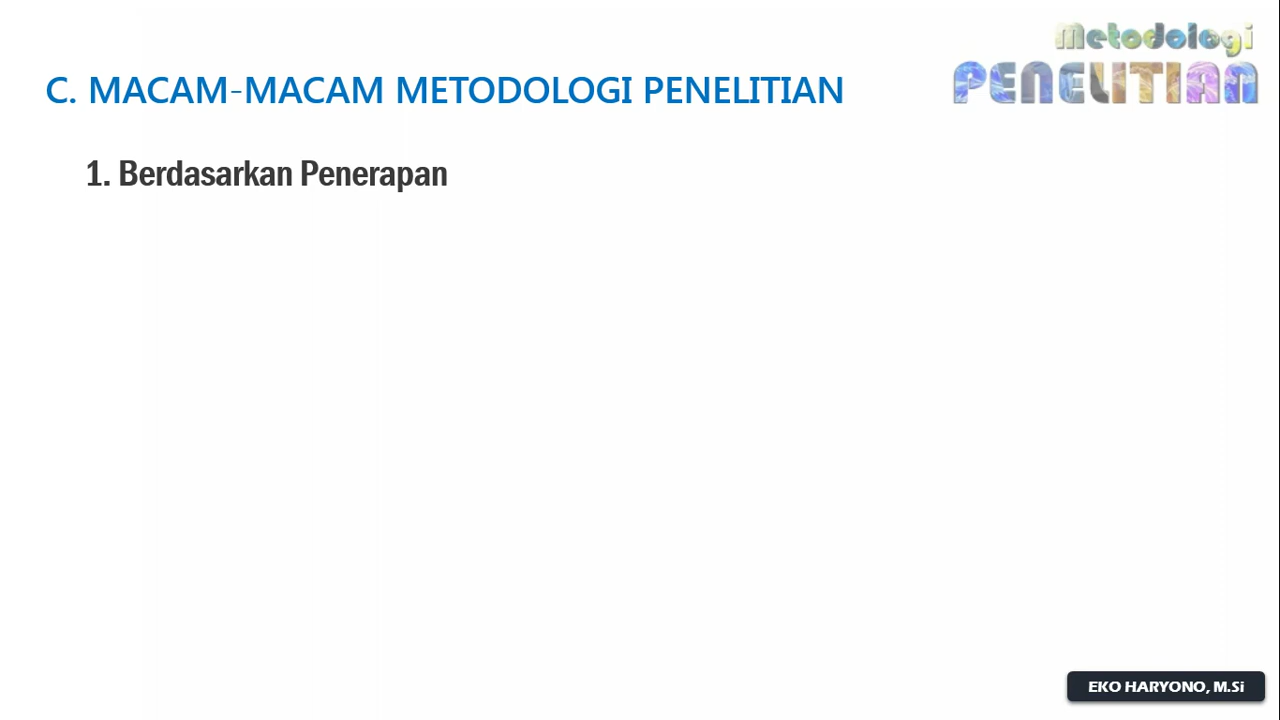 Metodologi
PENELITIAN
C. MACAM-MACAM METODOLOGI PENELITIAN
1. Berdasarkan Penerapan
EKO HARYONO, M.Si